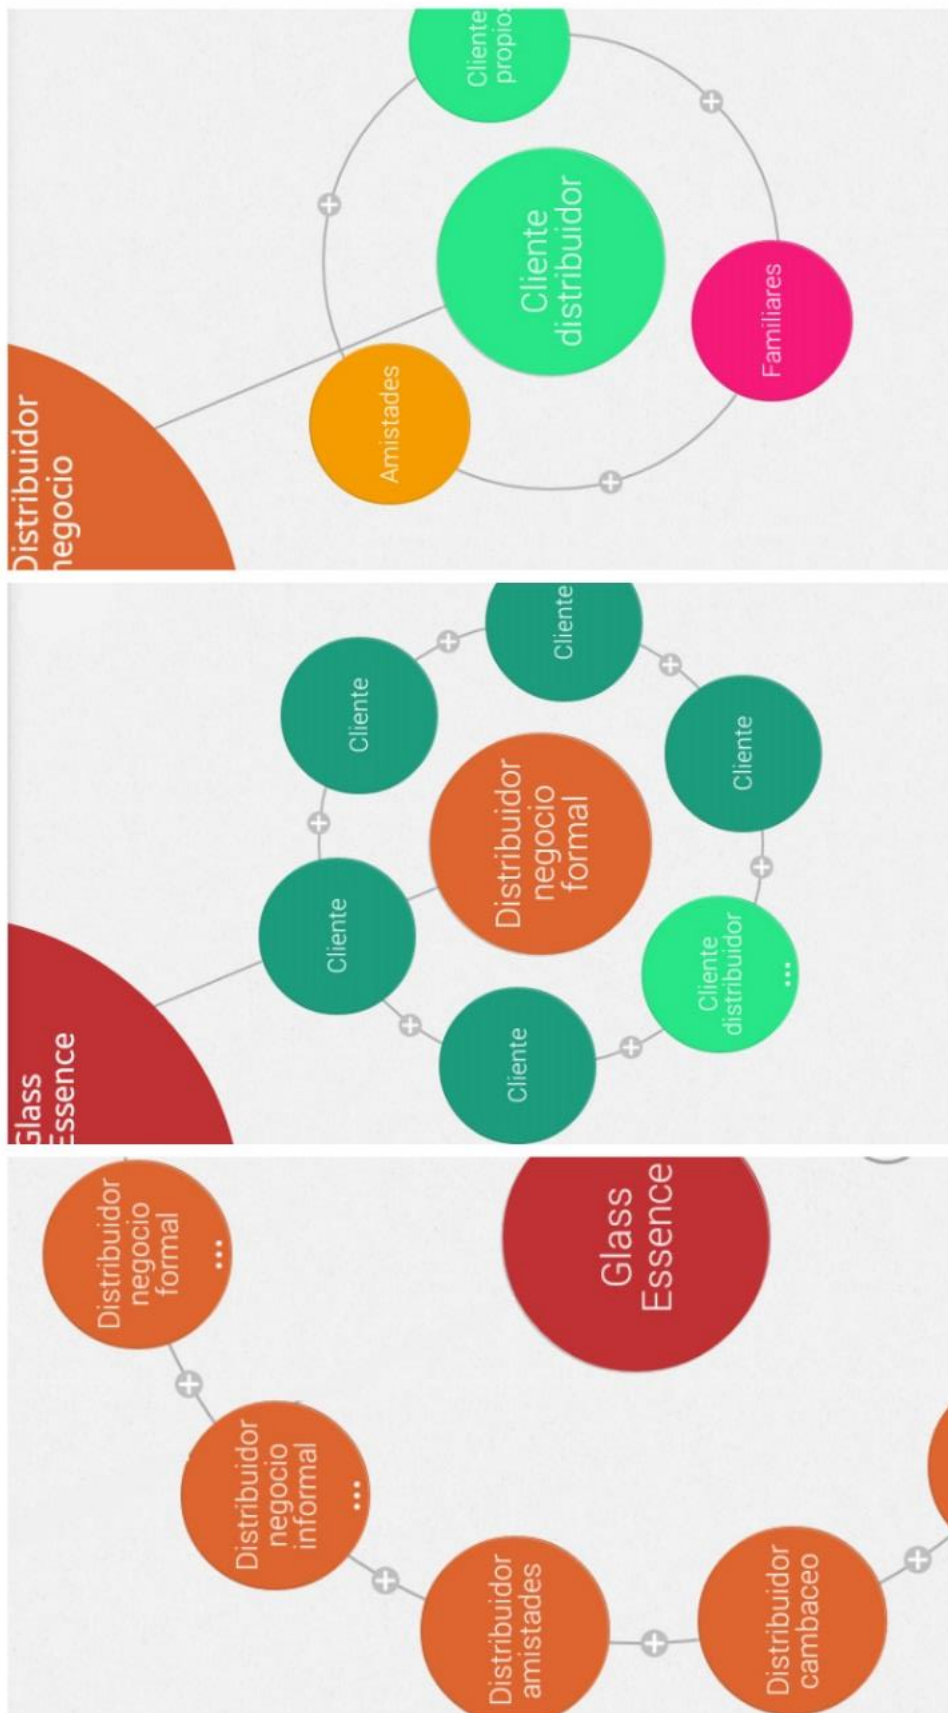 Distribuidor
negocio
formal
...
Distribuidor
negocio
informal
...
Distribuidor
amistades
Glass
Essence
Distribuidor
cambaceo
Glass
Essence
Cliente
Cliente
Cliente
Distribuidor
negocio
formal
Cliente
Cliente
distribuidor
...
Cliente
Distribuidor
negocio
Amistades
Cliente
propios
Cliente
distribuidor
Familiares